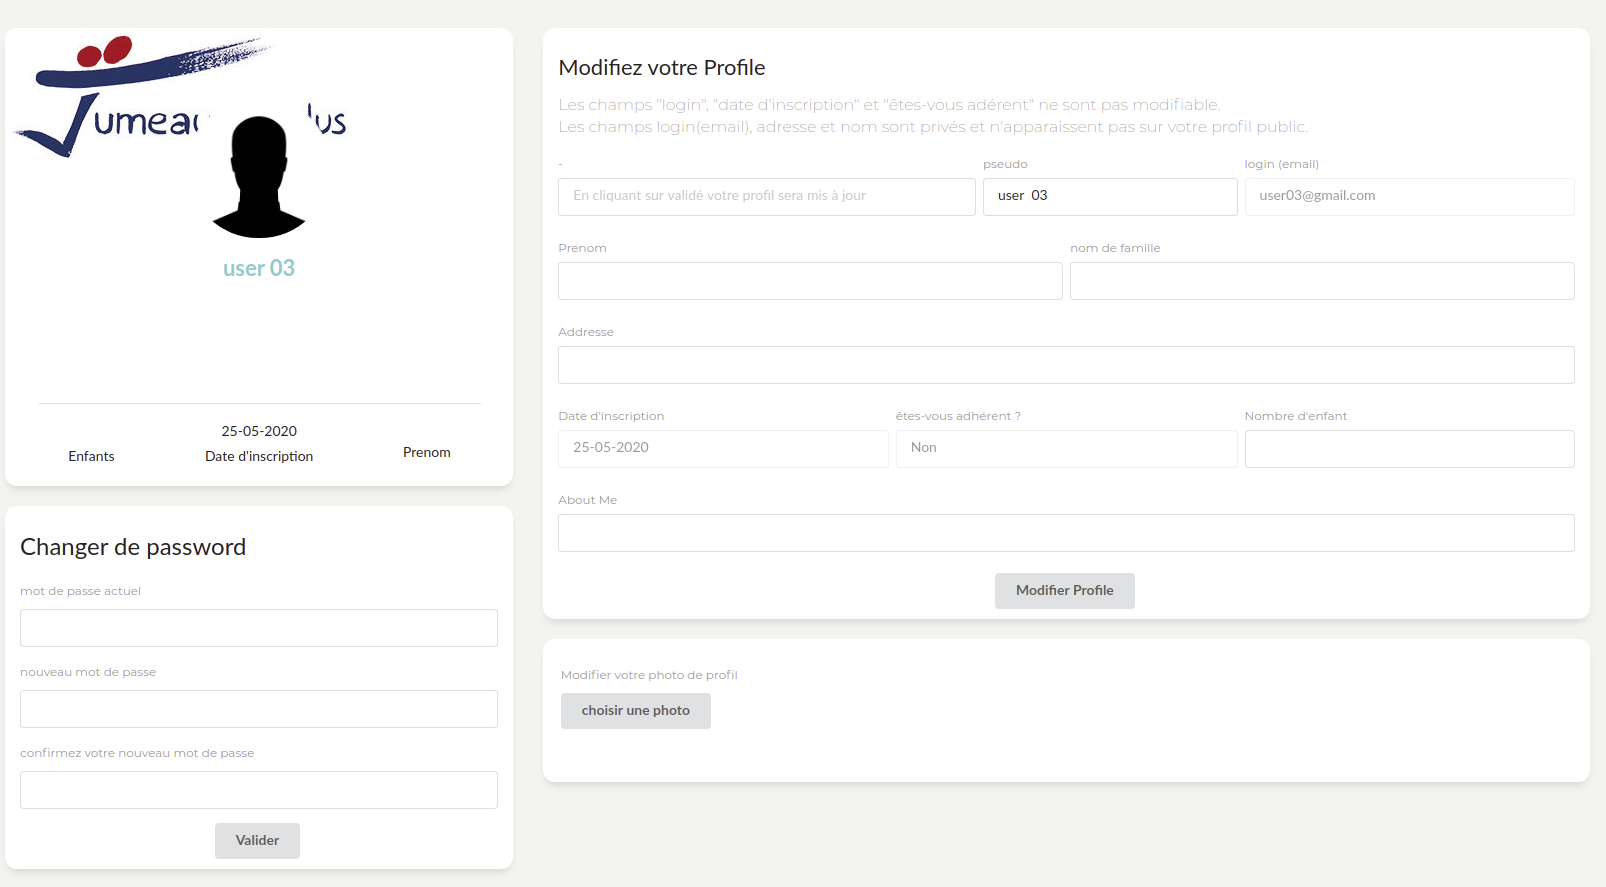 umea us
user 03
25-05-2020
Enfants
Date d'inscription
Prenom
Changer de password
mot de passe actuel
nouveau mot de passe
confirmez votre nouveau mot de passe
Valider
Modifiez votre Profile
Les champs "login", "date d'inscription" et "êtes-vous adérent" ne sont pas modifiable.
Les champs login(email), adresse et nom sont privés et n'apparaissent pas sur votre profil public.
-
pseudo
login (email)
En cliquant sur validé votre profil sera mis à jour
user 03
user03@gmail.com
Prenom
nom de famille
Addresse
Date d'inscription
êtes-vous adhérent ?
Nombre d'enfant
25-05-2020
Non
About Me
Modifier Profile
Modifier votre photo de profil
choisir une photo